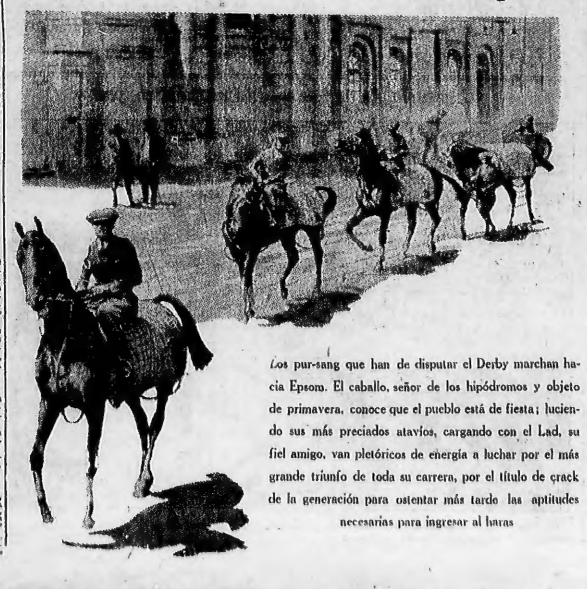 Los pur-sang que han de disputar el Derby marchan ha-
cia Epsom. El caballo, señor de los hipódromos y objeto
de primavera, conoce que el pueblo está de fiesta; lucien-
do sus más preciados atavíos, cargando con el Lad, su
fiel amigo, van pletóricos de energía a luchar por el más
grande triunfo de toda su carrera, por el título de crack
de la generación para ostentar más tarde las aptitudes
necesarias para ingresar al haras